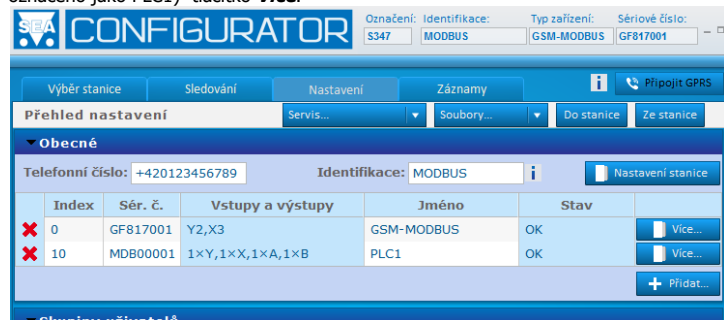 označeno jako PLC1) tlačítko Více.
SEA CONFIGURATOR
Označení: Identifikace: Typ zařízení: Sériové číslo:
S347 MODBUS GSM-MODBUS GF817001
Výběr stanice Sledování Nastavení Záznamy i Připojit GPRS
Přehled nastavení Servis... Soubory... Do stanice Ze stanice
Obecné
Telefonní číslo: +420123456789 Identifikace: MODBUS i Nastavení stanice
Index Sér. č. Vstupy a výstupy Jméno Stav
0 GF817001 Y2,X3 GSM-MODBUS OK Více...
10 MDB00001 1×Y,1×X,1×A,1×B PLC1 OK Více...
Přidat...
Skupiny uživatelů